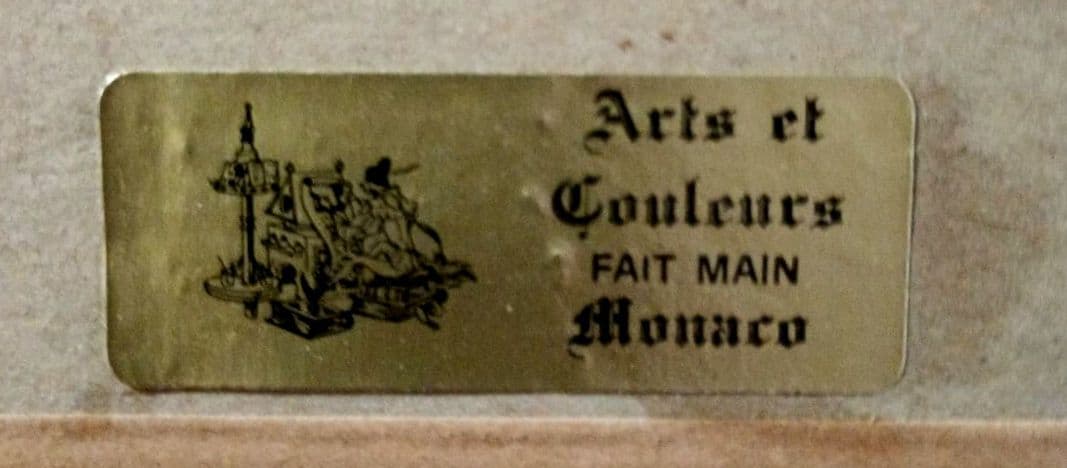 Arts et
Couleurs
FAIT MAIN
Monaco